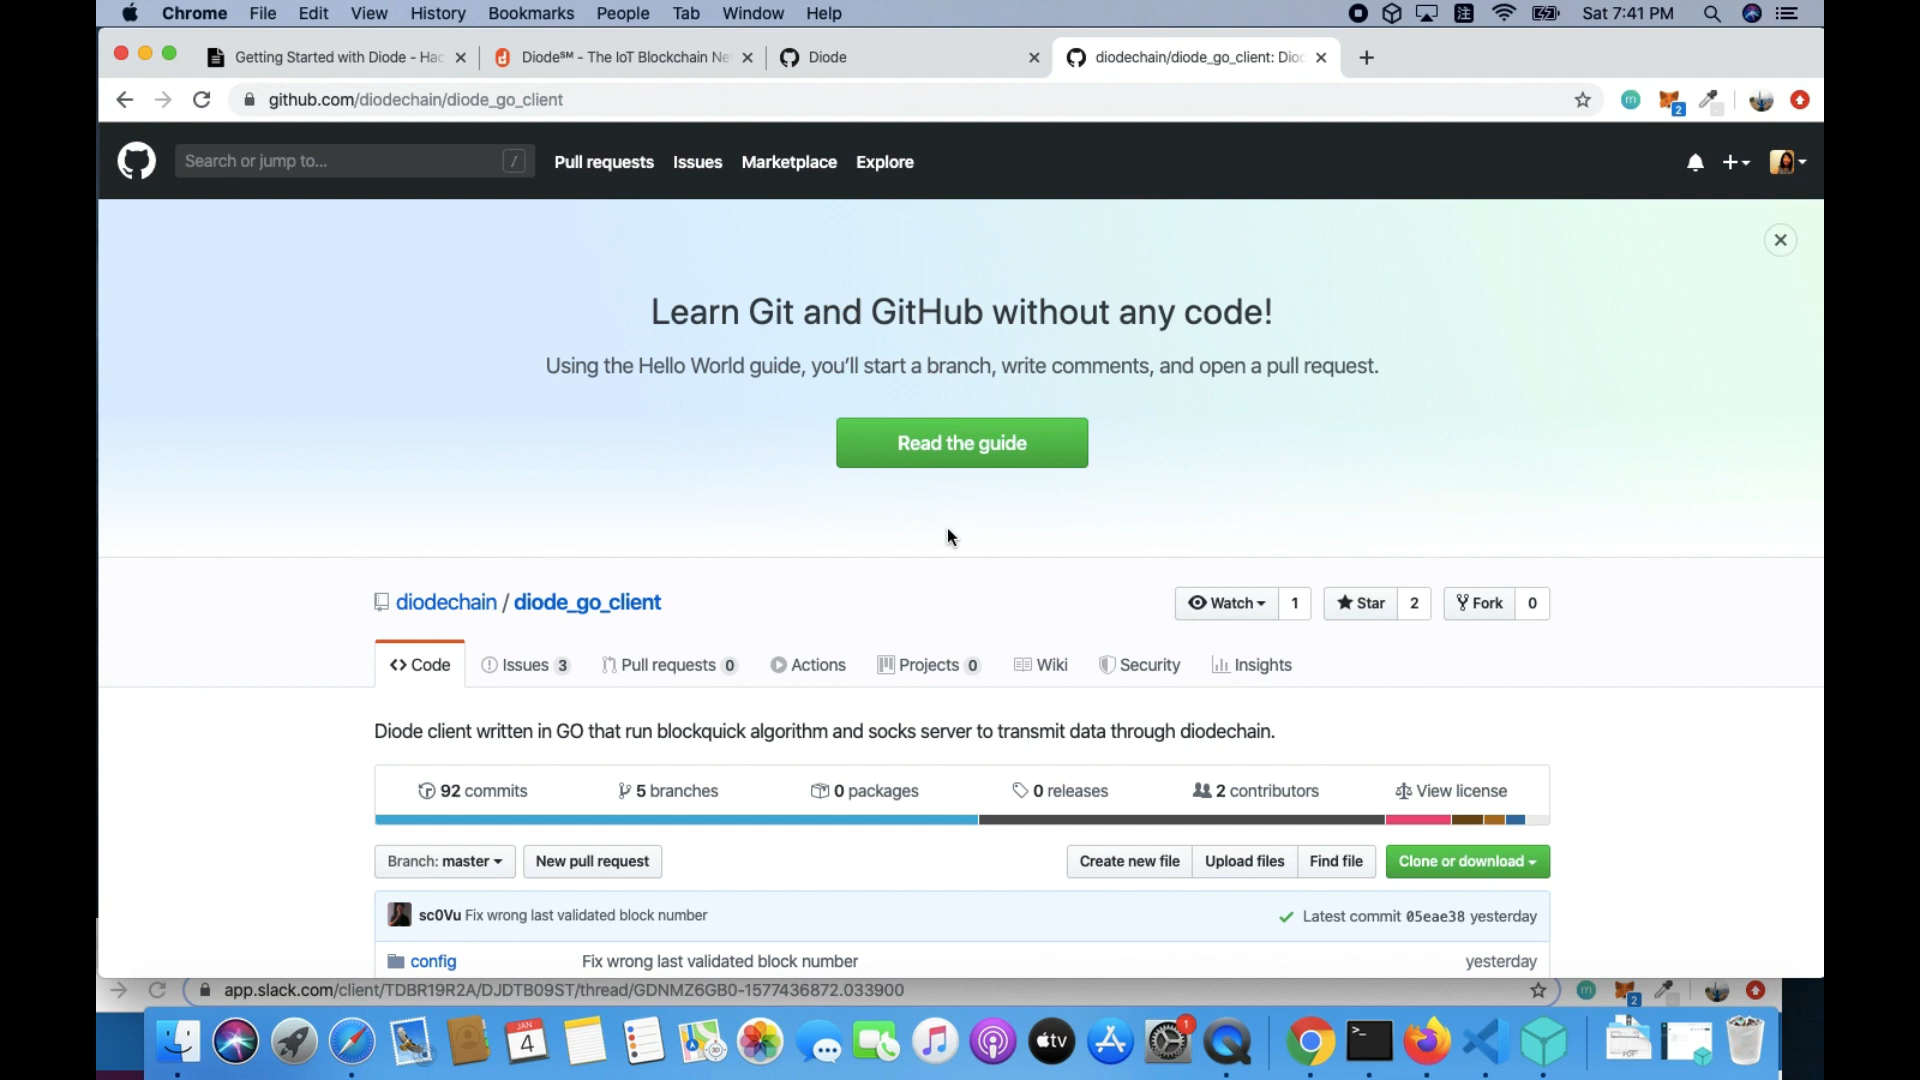 Chrome File Edit View History Bookmarks People Tab Window Help
Sat 7:41 PM
Getting Started with Diode - Hac
Diode℠ - The IoT Blockchain Ne
Diode
diodechain/diode_go_client: Dio
github.com/diodechain/diode_go_client
m
2
Search or jump to...
/
Pull requests Issues Marketplace Explore
Learn Git and GitHub without any code!
Using the Hello World guide, you’ll start a branch, write comments, and open a pull request.
Read the guide
diodechain / diode_go_client
Watch 1 Star 2 Fork 0
Code Issues 3 Pull requests 0 Actions Projects 0 Wiki Security Insights
Diode client written in GO that run blockquick algorithm and socks server to transmit data through diodechain.
92 commits 5 branches 0 packages 0 releases 2 contributors View license
Branch: master New pull request Create new file Upload files Find file Clone or download
sc0Vu Fix wrong last validated block number Latest commit 05eae38 yesterday
config Fix wrong last validated block number yesterday
app.slack.com/client/TDBR19R2A/DJDTB09ST/thread/GDNMZ6GB0-1577436872.033900
m
2
JAN
4
tv
1